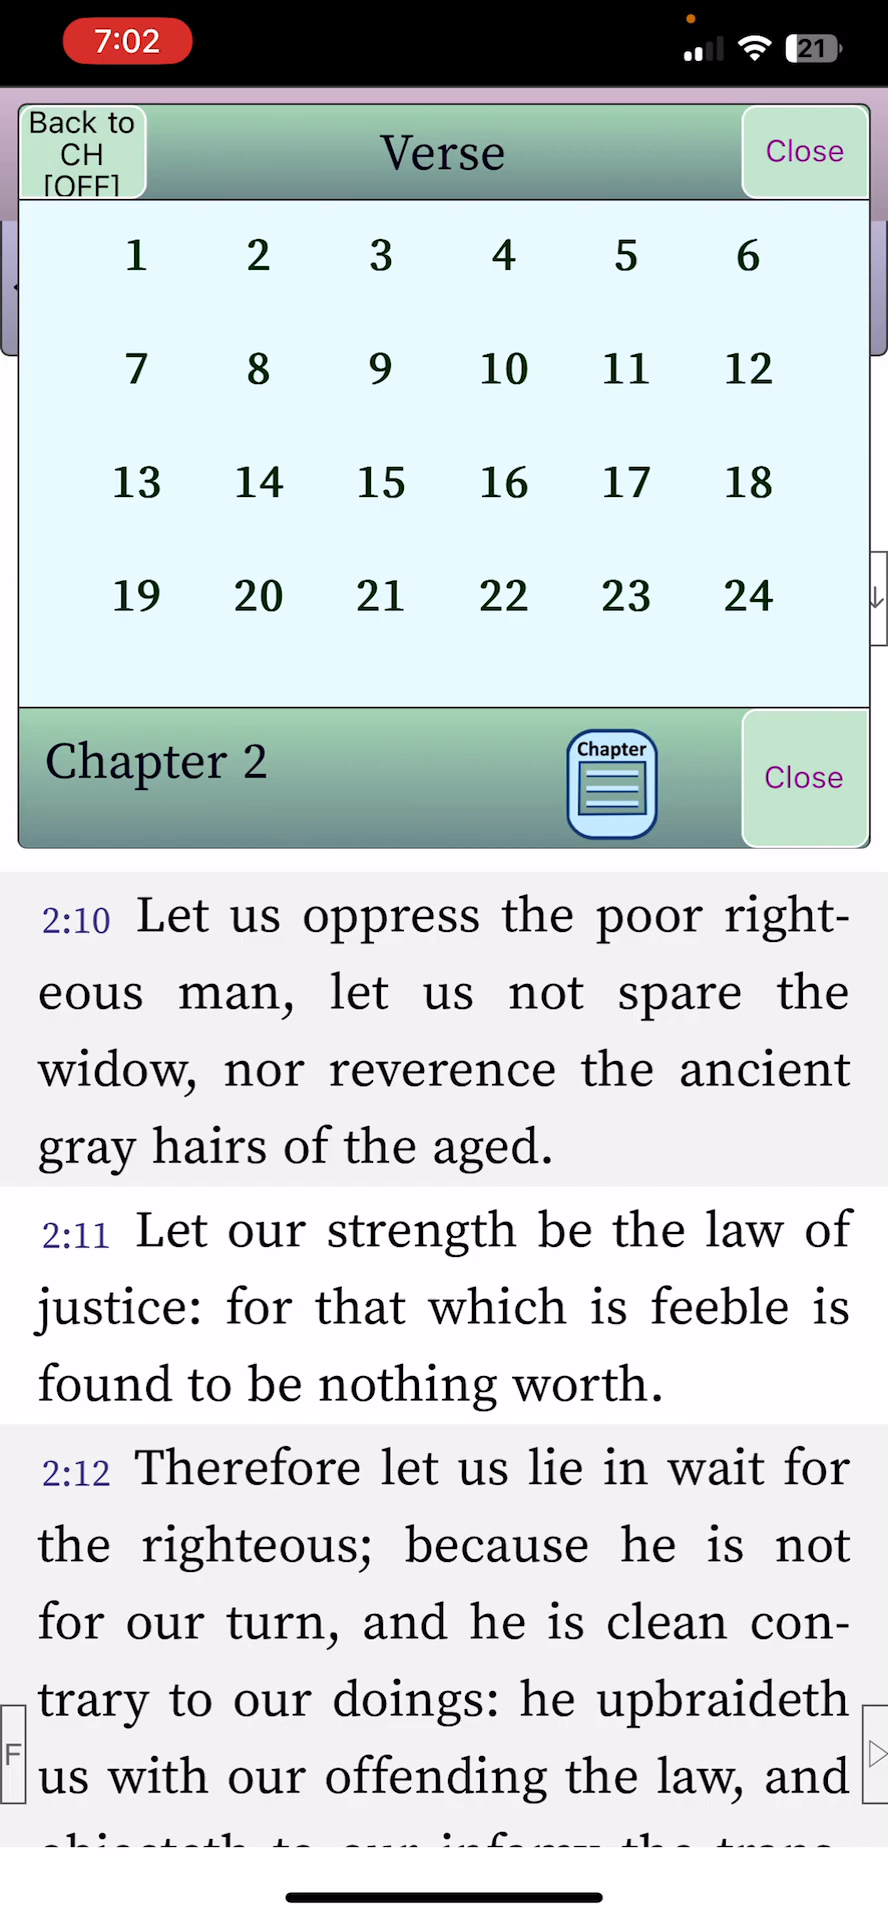 7:02
21
Back to
CH
[OFF]
Verse
Close
1 2 3 4 5 6
7 8 9 10 11 12
13 14 15 16 17 18
19 20 21 22 23 24
Chapter 2
Chapter
Close
2:10 Let us oppress the poor right-
eous man, let us not spare the
widow, nor reverence the ancient
gray hairs of the aged.
2:11 Let our strength be the law of
justice: for that which is feeble is
found to be nothing worth.
2:12 Therefore let us lie in wait for
the righteous; because he is not
for our turn, and he is clean con-
trary to our doings: he upbraideth
F
us with our offending the law, and